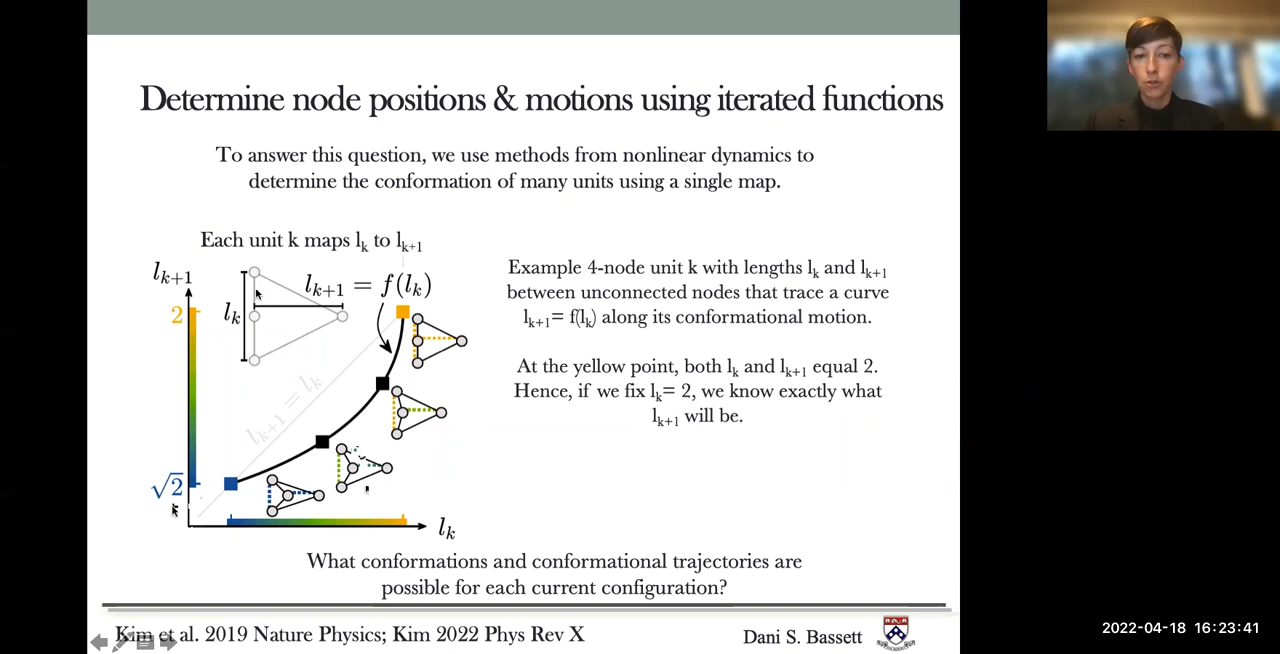 Determine node positions & motions using iterated functions
To answer this question, we use methods from nonlinear dynamics to
determine the conformation of many units using a single map.
Each unit k maps lₖ to lₖ₊₁
lₖ₊₁
lₖ₊₁ = f(lₖ)
2
lₖ
lₖ₊₁ = lₖ
√2
lₖ
Example 4-node unit k with lengths lₖ and lₖ₊₁
between unconnected nodes that trace a curve
lₖ₊₁= f(lₖ) along its conformational motion.
At the yellow point, both lₖ and lₖ₊₁ equal 2.
Hence, if we fix lₖ= 2, we know exactly what
lₖ₊₁ will be.
What conformations and conformational trajectories are
possible for each current configuration?
Kim et al. 2019 Nature Physics; Kim 2022 Phys Rev X
Dani S. Bassett
2022-04-18 16:23:41